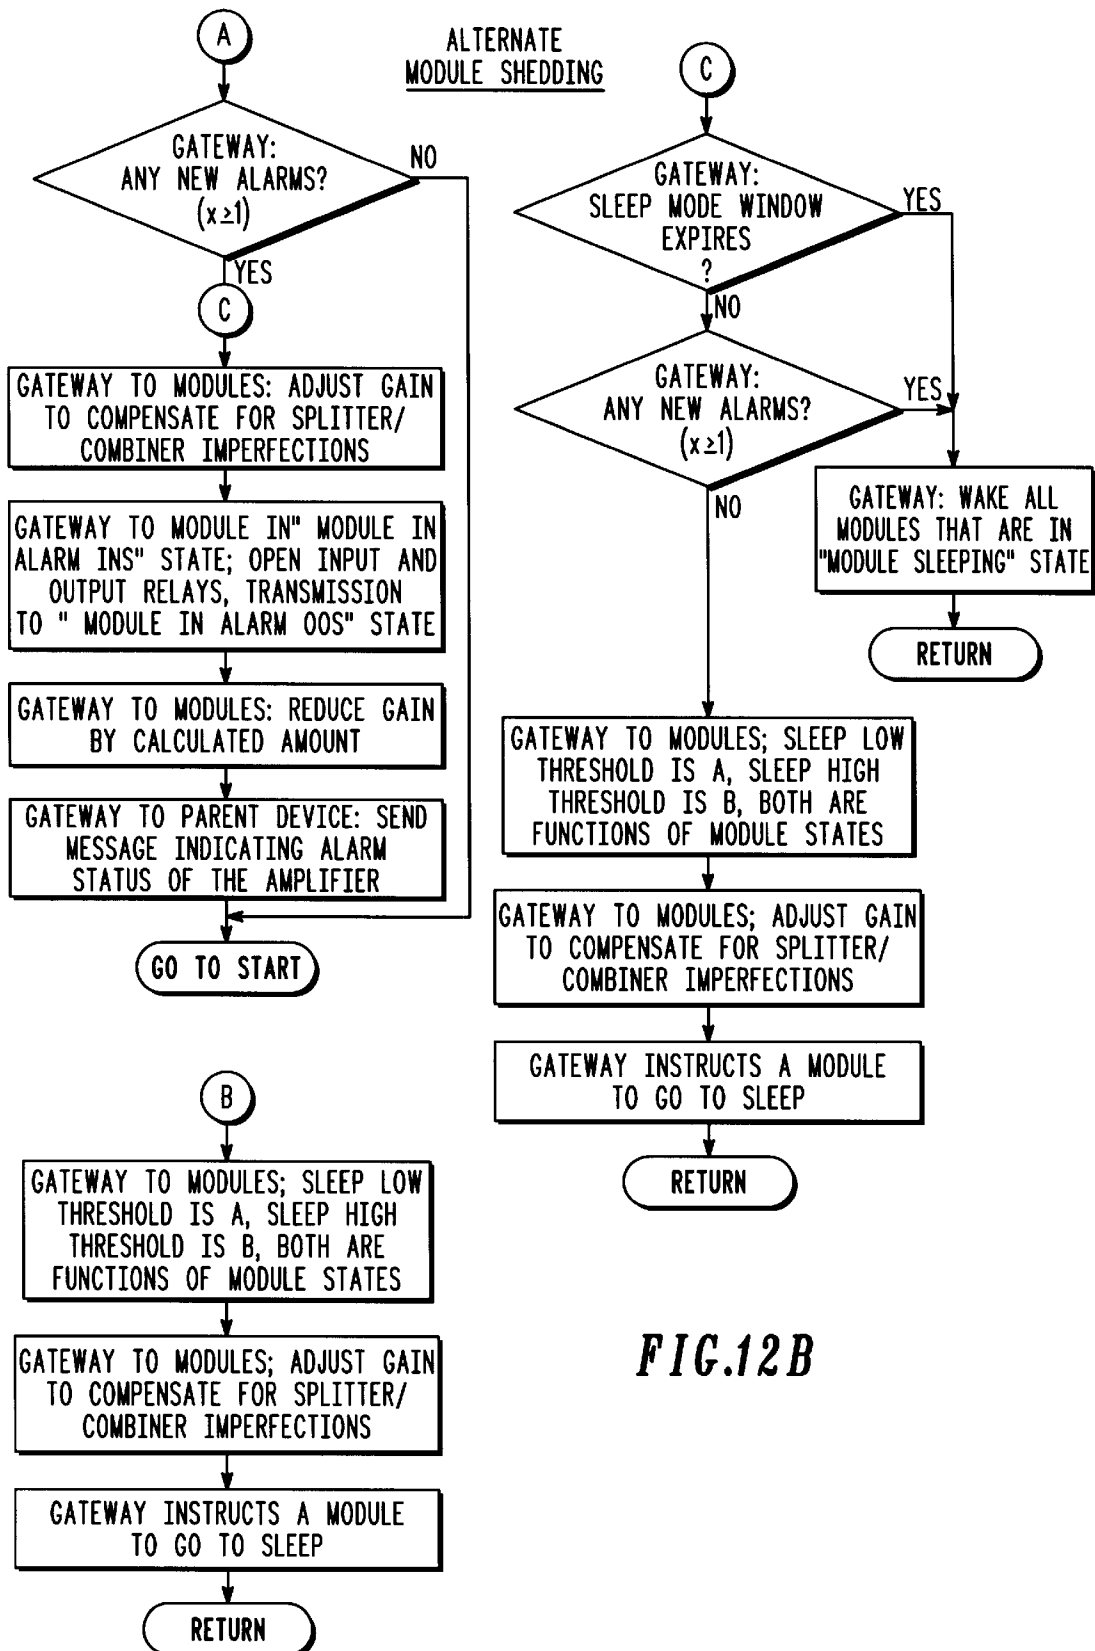 ALTERNATE
MODULE SHEDDING
A
GATEWAY:
ANY NEW ALARMS?
(x≥1)
NO
YES
C
GATEWAY TO MODULES: ADJUST GAIN
TO COMPENSATE FOR SPLITTER/
COMBINER IMPERFECTIONS
GATEWAY TO MODULE IN" MODULE IN
ALARM INS" STATE; OPEN INPUT AND
OUTPUT RELAYS, TRANSMISSION
TO " MODULE IN ALARM OOS" STATE
GATEWAY TO MODULES: REDUCE GAIN
BY CALCULATED AMOUNT
GATEWAY TO PARENT DEVICE: SEND
MESSAGE INDICATING ALARM
STATUS OF THE AMPLIFIER
GO TO START
B
GATEWAY TO MODULES; SLEEP LOW
THRESHOLD IS A, SLEEP HIGH
THRESHOLD IS B, BOTH ARE
FUNCTIONS OF MODULE STATES
GATEWAY TO MODULES; ADJUST GAIN
TO COMPENSATE FOR SPLITTER/
COMBINER IMPERFECTIONS
GATEWAY INSTRUCTS A MODULE
TO GO TO SLEEP
RETURN
C
GATEWAY:
SLEEP MODE WINDOW
EXPIRES
?
YES
NO
GATEWAY:
ANY NEW ALARMS?
(x≥1)
YES
NO
GATEWAY: WAKE ALL
MODULES THAT ARE IN
"MODULE SLEEPING" STATE
RETURN
GATEWAY TO MODULES; SLEEP LOW
THRESHOLD IS A, SLEEP HIGH
THRESHOLD IS B, BOTH ARE
FUNCTIONS OF MODULE STATES
GATEWAY TO MODULES; ADJUST GAIN
TO COMPENSATE FOR SPLITTER/
COMBINER IMPERFECTIONS
GATEWAY INSTRUCTS A MODULE
TO GO TO SLEEP
RETURN
FIG.12B